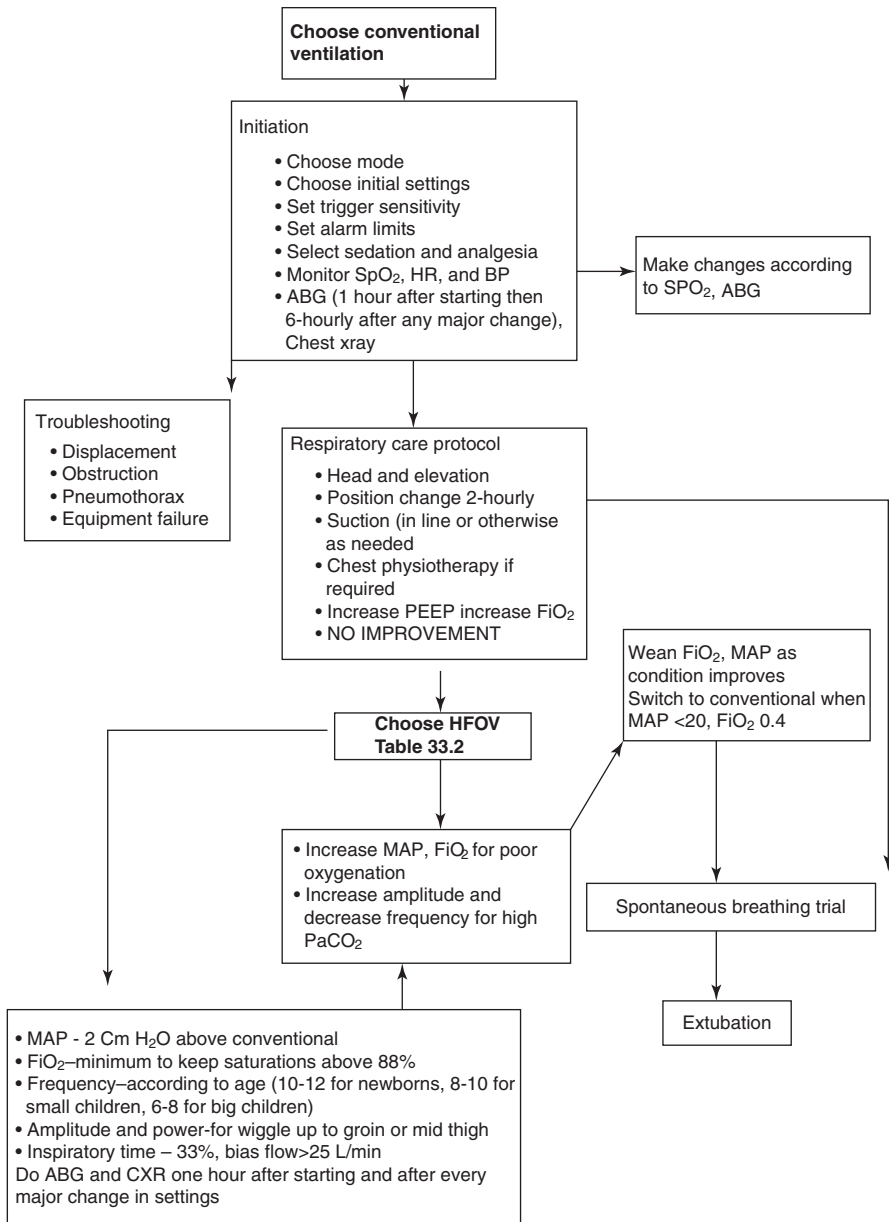 Choose conventional
ventilation
Initiation
• Choose mode
• Choose initial settings
• Set trigger sensitivity
• Set alarm limits
• Select sedation and analgesia
• Monitor SpO₂, HR, and BP
• ABG (1 hour after starting then
6-hourly after any major change),
Chest xray
Make changes according
to SPO₂, ABG
Troubleshooting
• Displacement
• Obstruction
• Pneumothorax
• Equipment failure
Respiratory care protocol
• Head and elevation
• Position change 2-hourly
• Suction (in line or otherwise
as needed
• Chest physiotherapy if
required
• Increase PEEP increase FiO₂
• NO IMPROVEMENT
Wean FiO₂, MAP as
condition improves
Switch to conventional when
MAP <20, FiO₂ 0.4
Choose HFOV
Table 33.2
• Increase MAP, FiO₂ for poor
oxygenation
• Increase amplitude and
decrease frequency for high
PaCO₂
Spontaneous breathing trial
Extubation
• MAP - 2 Cm H₂O above conventional
• FiO₂–minimum to keep saturations above 88%
• Frequency–according to age (10-12 for newborns, 8-10 for
small children, 6-8 for big children)
• Amplitude and power-for wiggle up to groin or mid thigh
• Inspiratory time – 33%, bias flow>25 L/min
Do ABG and CXR one hour after starting and after every
major change in settings